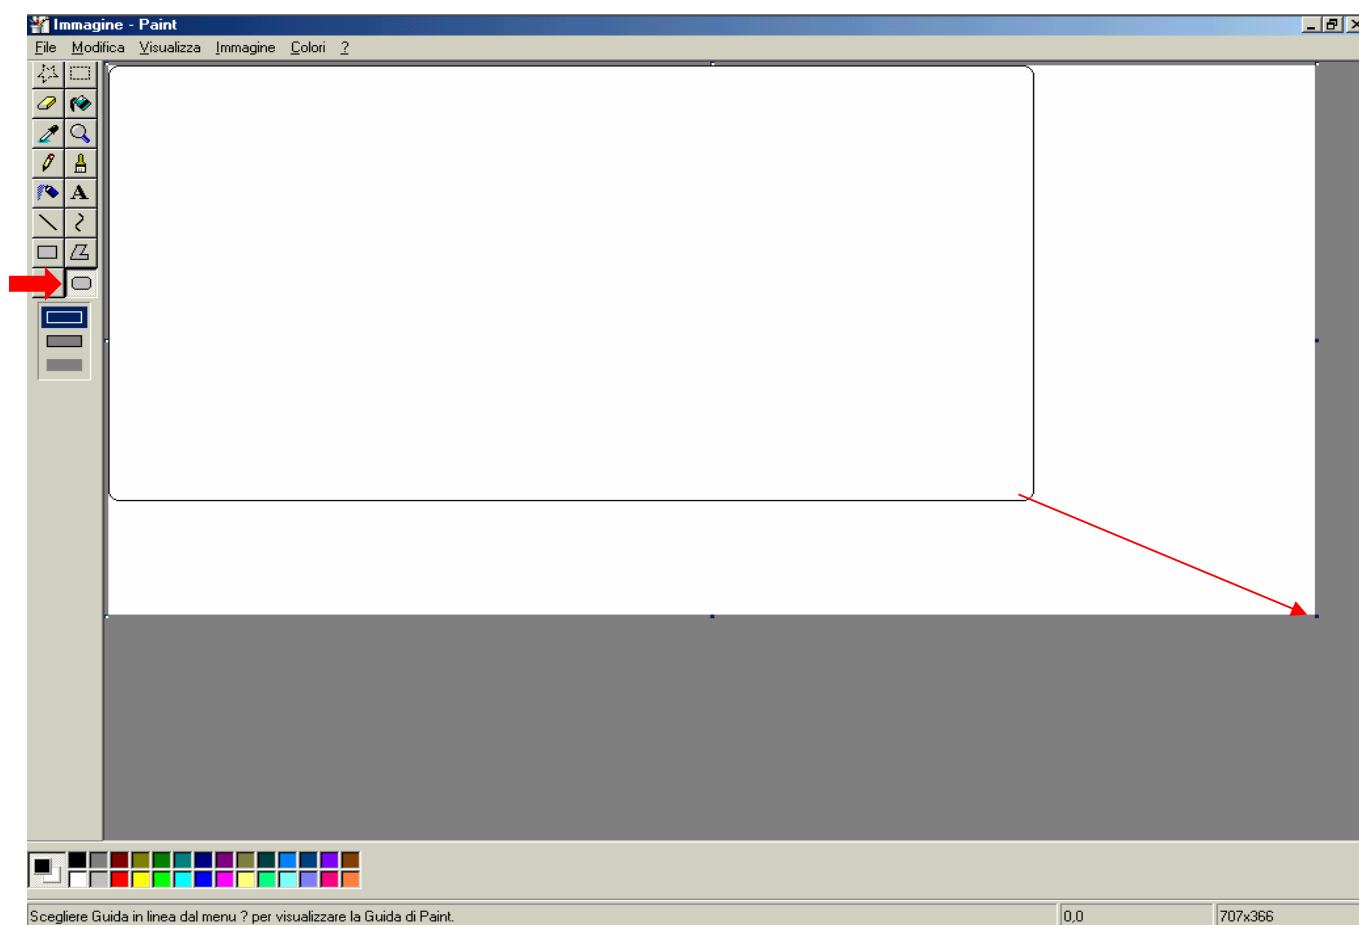 Immagine - Paint
File Modifica Visualizza Immagine Colori ?
A
Scegliere Guida in linea dal menu ? per visualizzare la Guida di Paint. 0,0 707x366